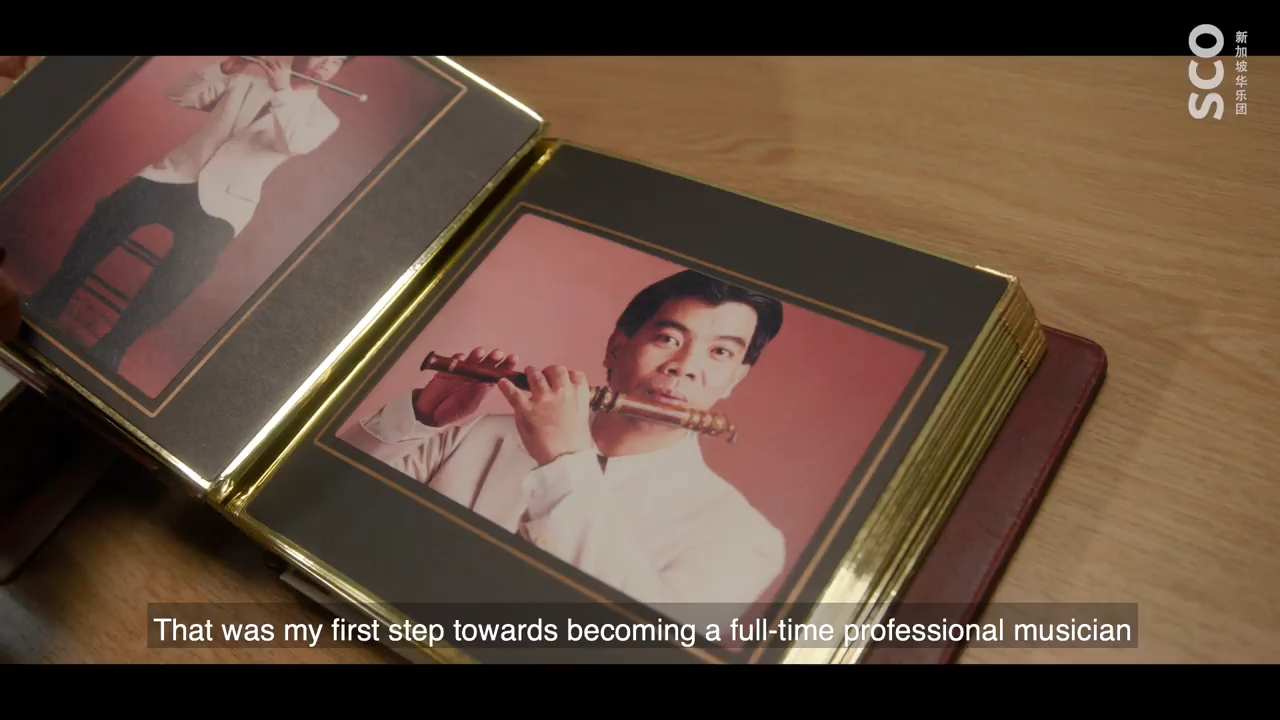 SCO
新加坡华乐团
That was my first step towards becoming a full-time professional musician